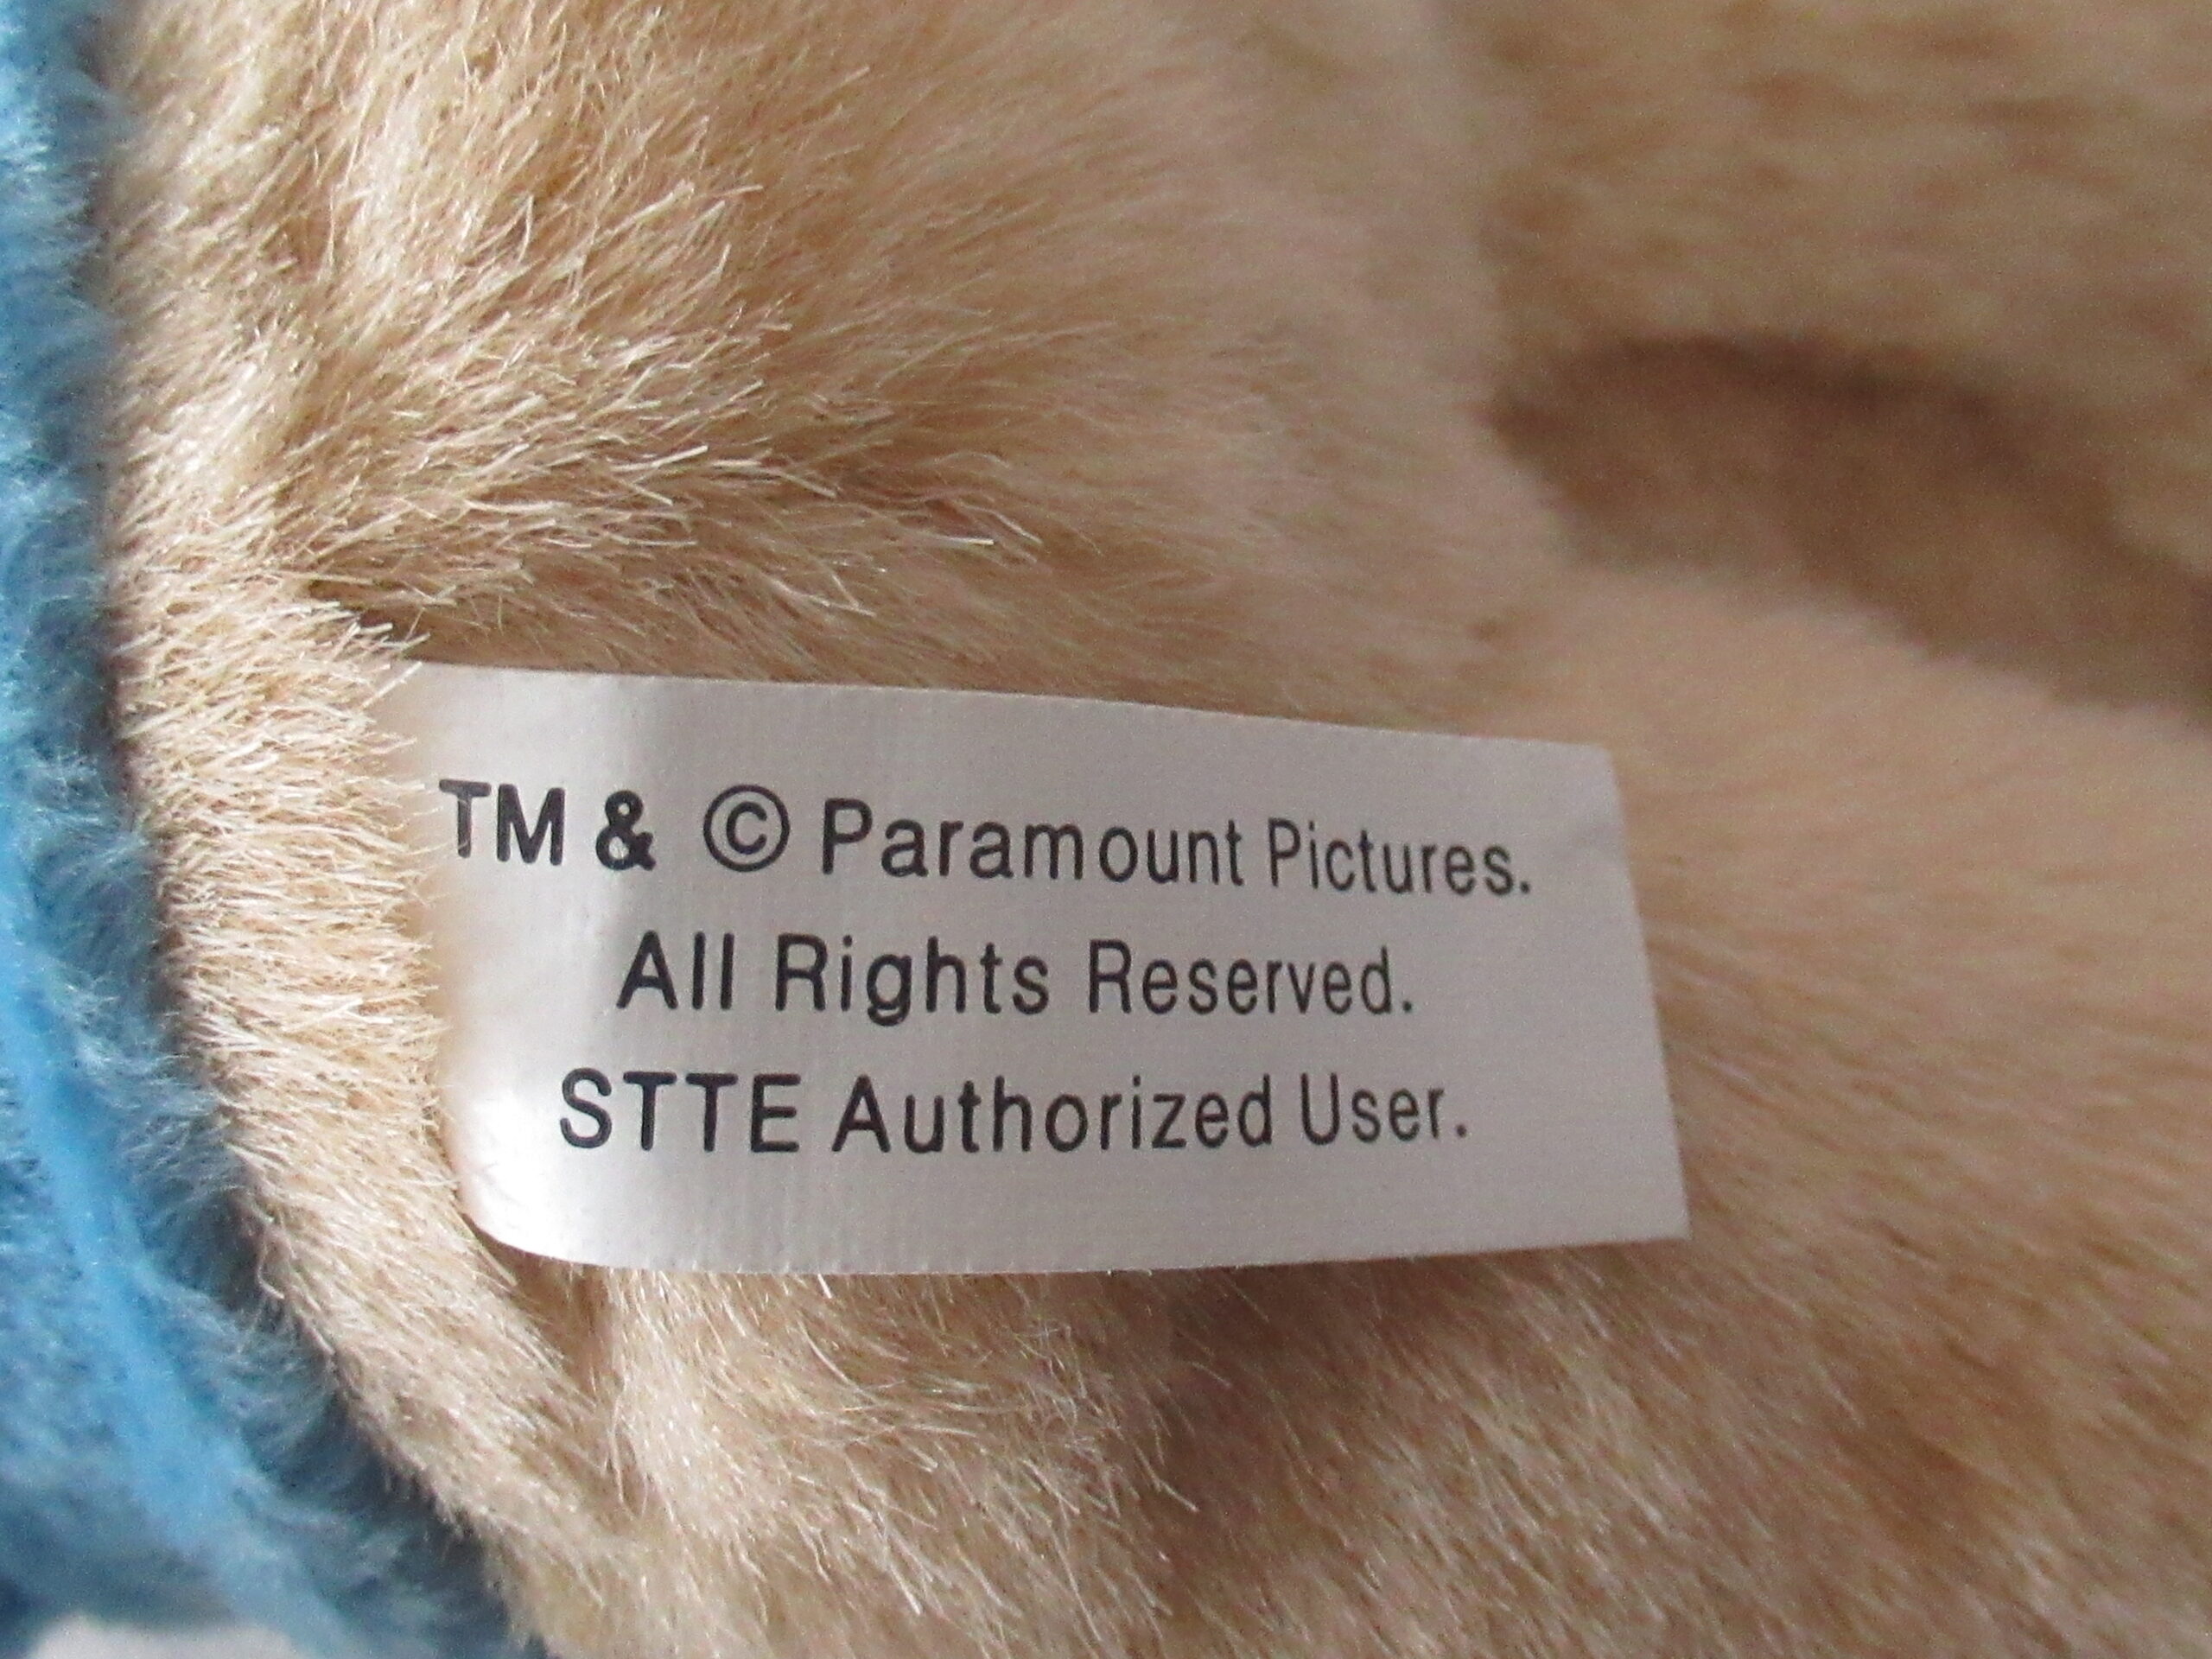 TM & © Paramount Pictures.
All Rights Reserved.
STTE Authorized User.